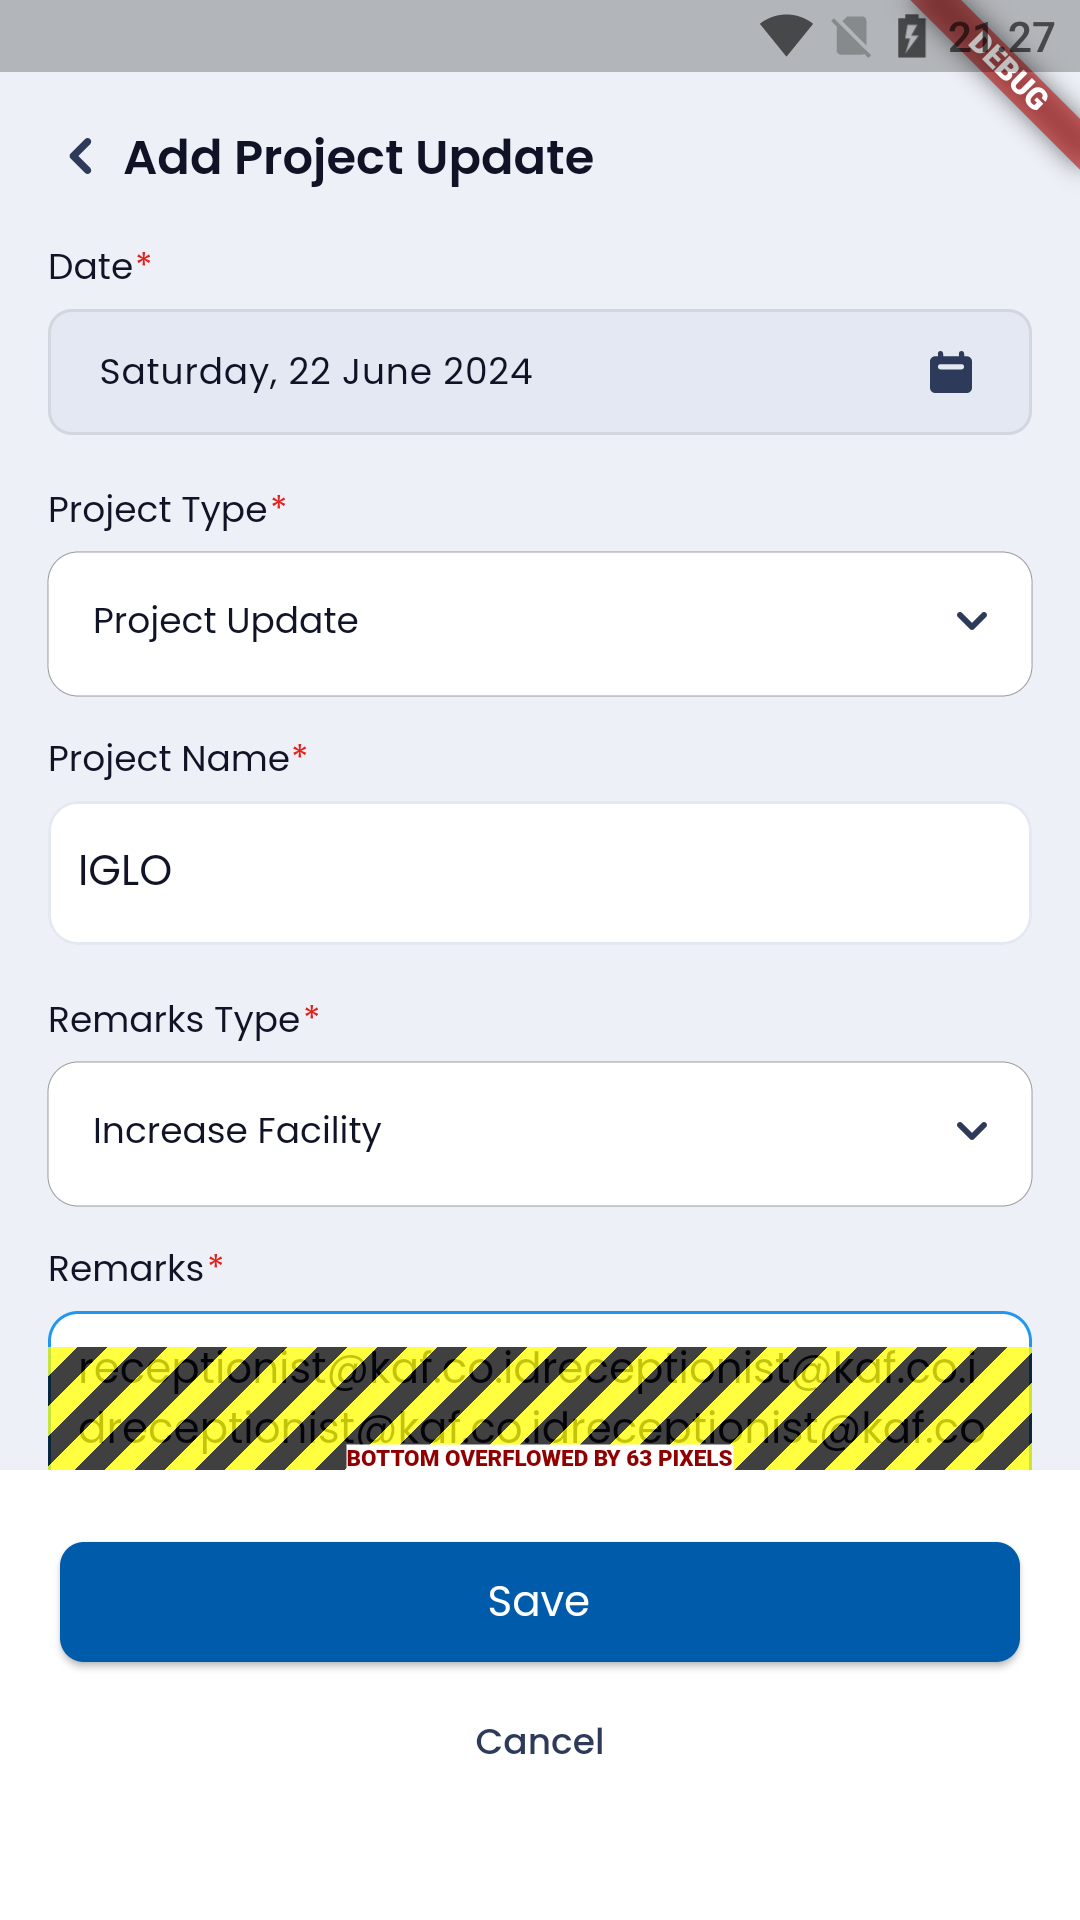 21:27
DEBUG
Add Project Update
Date*
Saturday, 22 June 2024
Project Type*
Project Update
Project Name*
IGLO
Remarks Type*
Increase Facility
Remarks*
receptionist@kaf.co.idreceptionist@kaf.co.i
dreceptionist@kaf.co.idreceptionist@kaf.co
BOTTOM OVERFLOWED BY 63 PIXELS
Save
Cancel